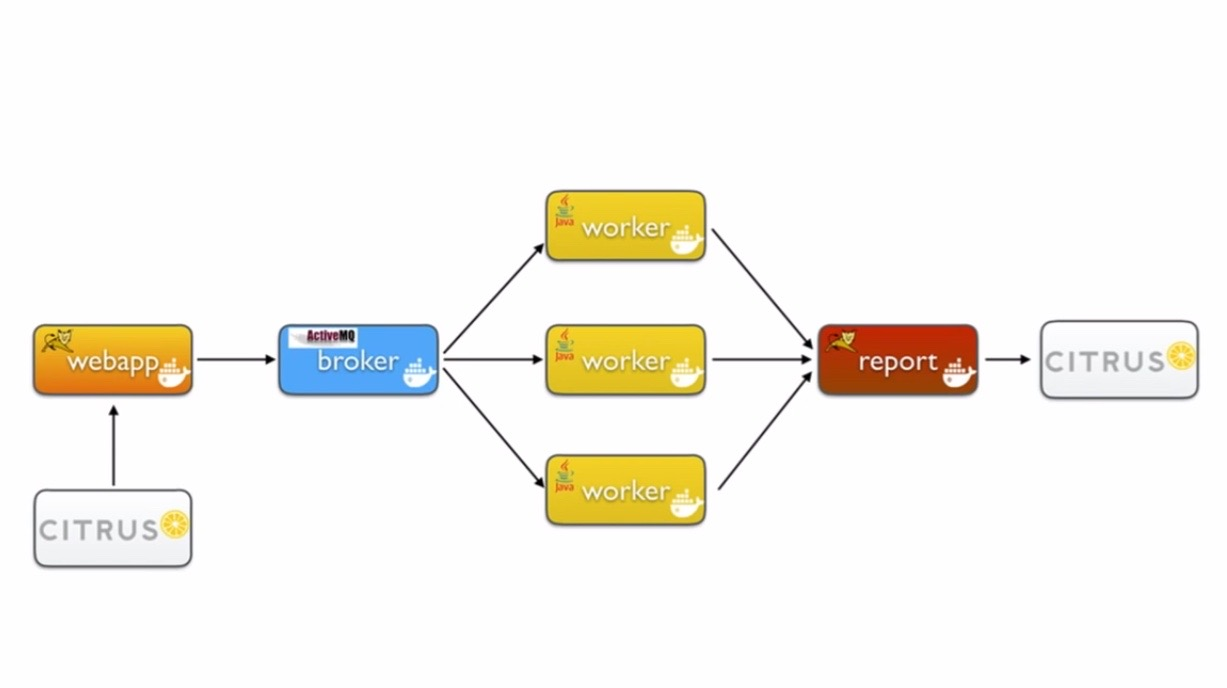 Java
worker
webapp
ActiveMQ
broker
Java
worker
report
CITRUS
CITRUS
Java
worker